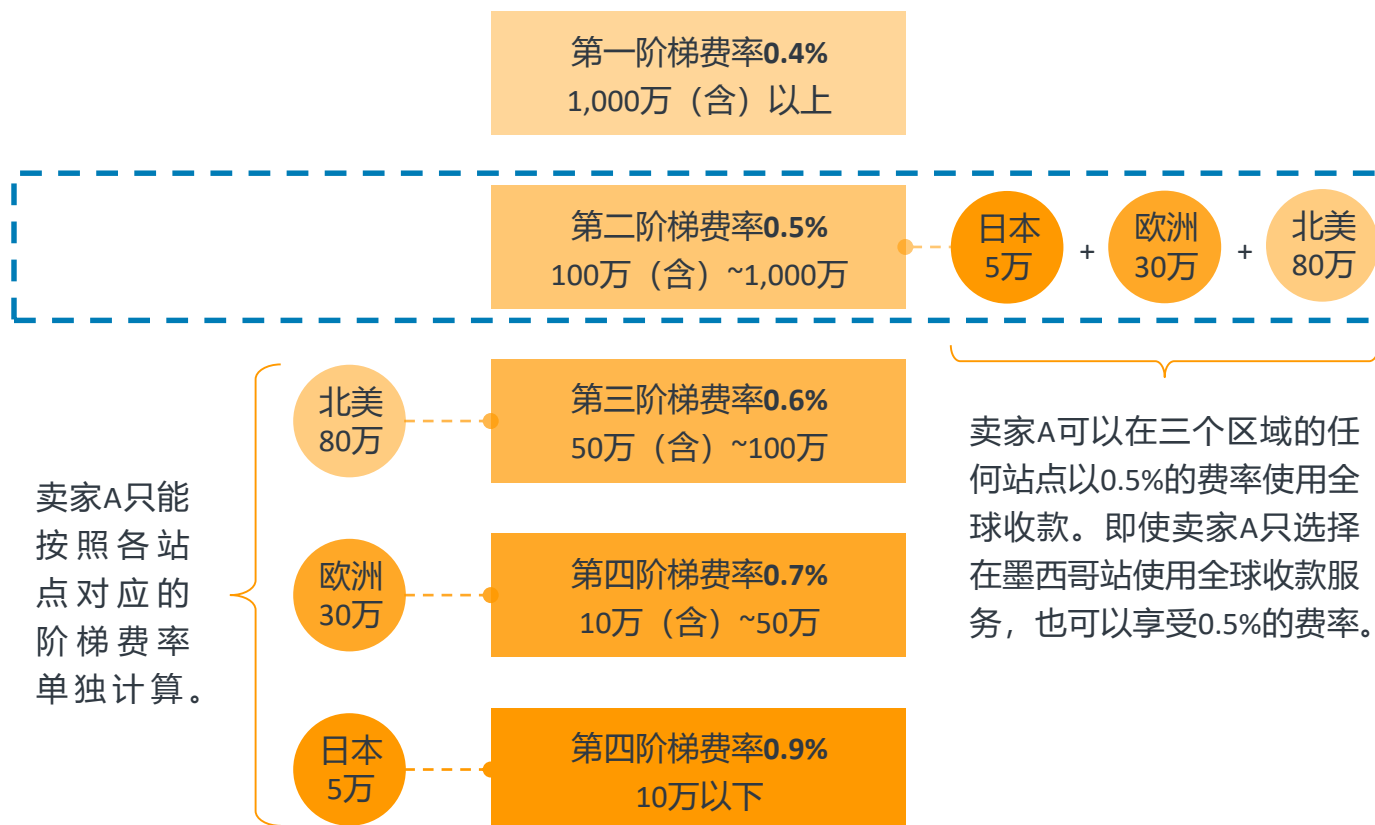 第一阶梯费率0.4%
1,000万（含）以上
第二阶梯费率0.5%
100万（含）~1,000万
日本
5万
+
欧洲
30万
+
北美
80万
卖家A只能
按照各站
点对应的
阶梯费率
单独计算。
北美
80万
第三阶梯费率0.6%
50万（含）~100万
欧洲
30万
第四阶梯费率0.7%
10万（含）~50万
日本
5万
第四阶梯费率0.9%
10万以下
卖家A可以在三个区域的任
何站点以0.5%的费率使用全
球收款。即使卖家A只选择
在墨西哥站使用全球收款服
务，也可以享受0.5%的费率。